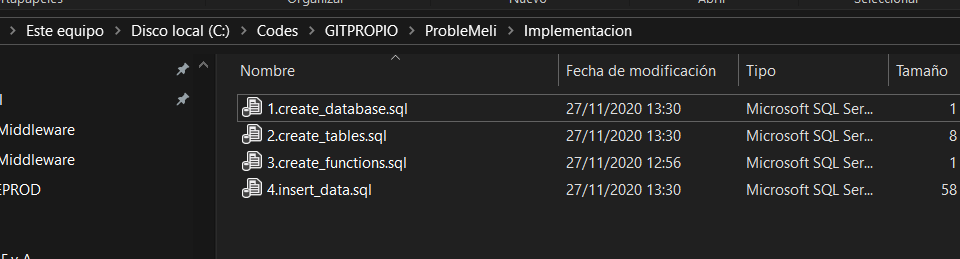 Organizar Nuevo Abrir Seleccionar
Este equipo > Disco local (C:) > Codes > GITPROPIO > ProbleMeli > Implementacion
Nombre Fecha de modificación Tipo Tamaño
1.create_database.sql 27/11/2020 13:30 Microsoft SQL Ser... 1
Middleware 2.create_tables.sql 27/11/2020 13:30 Microsoft SQL Ser... 8
Middleware 3.create_functions.sql 27/11/2020 12:56 Microsoft SQL Ser... 1
EPROD 4.insert_data.sql 27/11/2020 13:30 Microsoft SQL Ser... 58